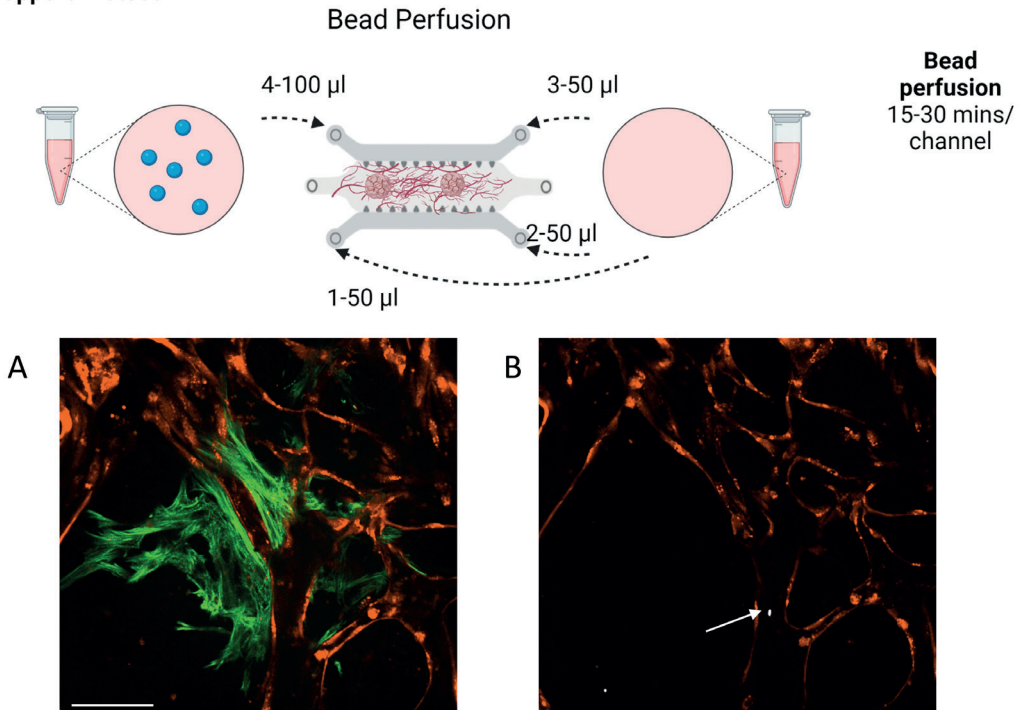 Bead Perfusion
4-100 µl
3-50 µl
Bead
perfusion
15-30 mins/
channel
2-50 µl
1-50 µl
A
B